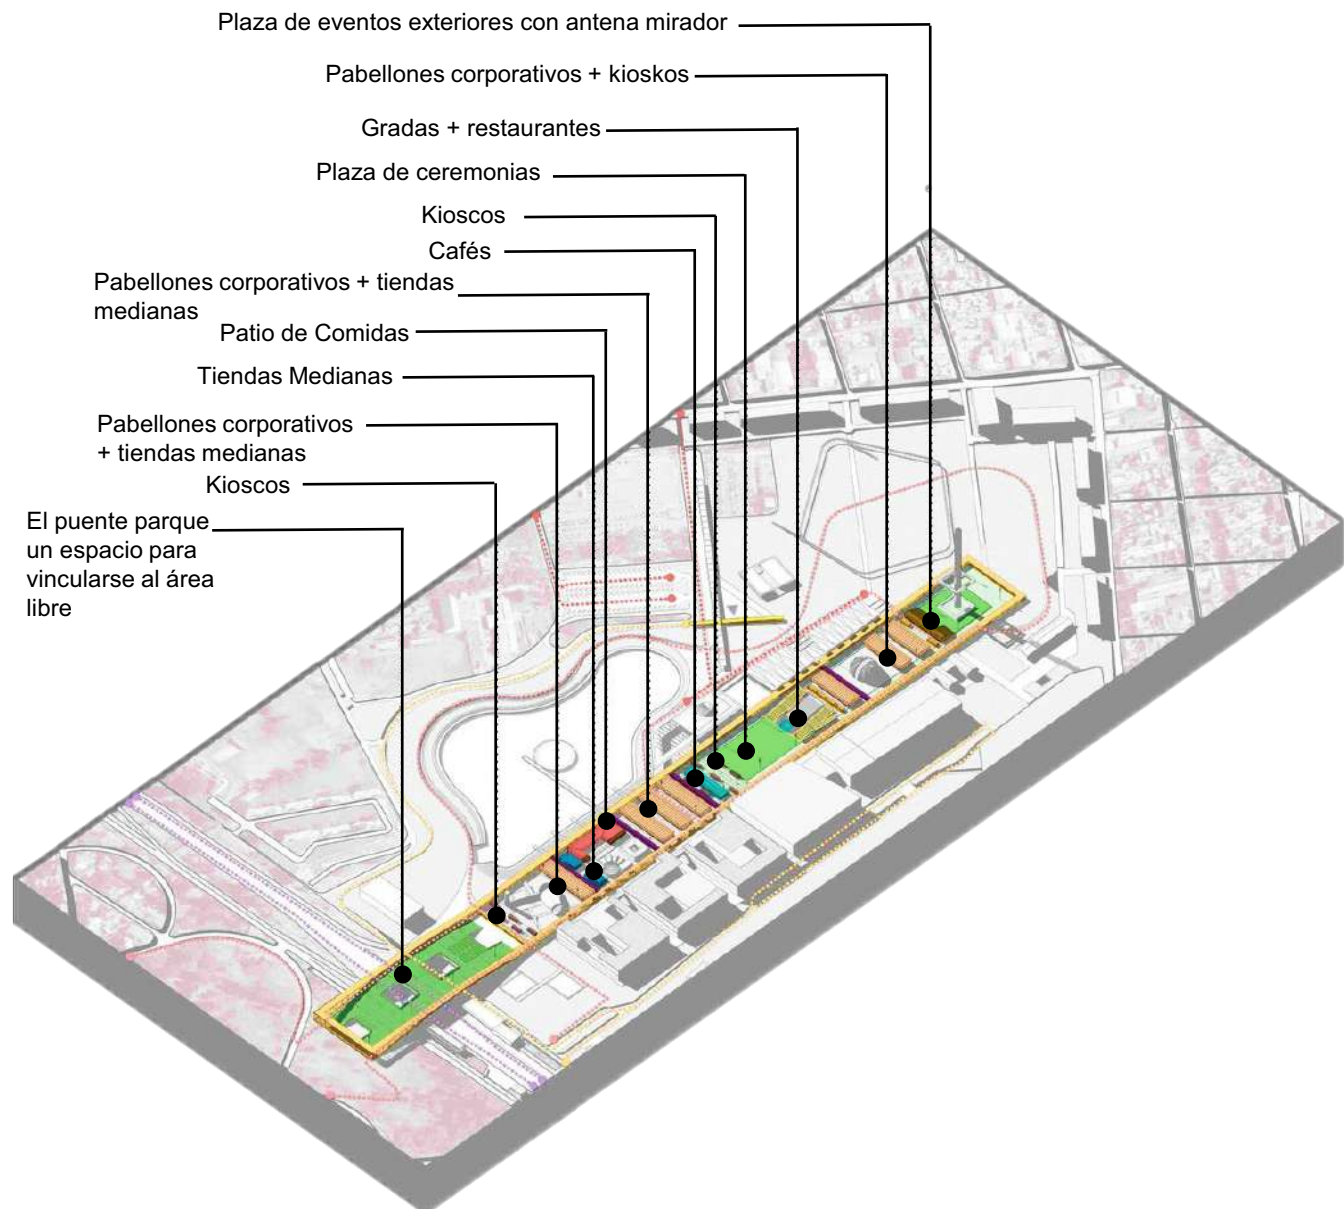 Plaza de eventos exteriores con antena mirador
Pabellones corporativos + kioskos
Gradas + restaurantes
Plaza de ceremonias
Kioscos
Cafés
Pabellones corporativos + tiendas
medianas
Patio de Comidas
Tiendas Medianas
Pabellones corporativos
+ tiendas medianas
Kioscos
El puente parque
un espacio para
vincularse al área
libre